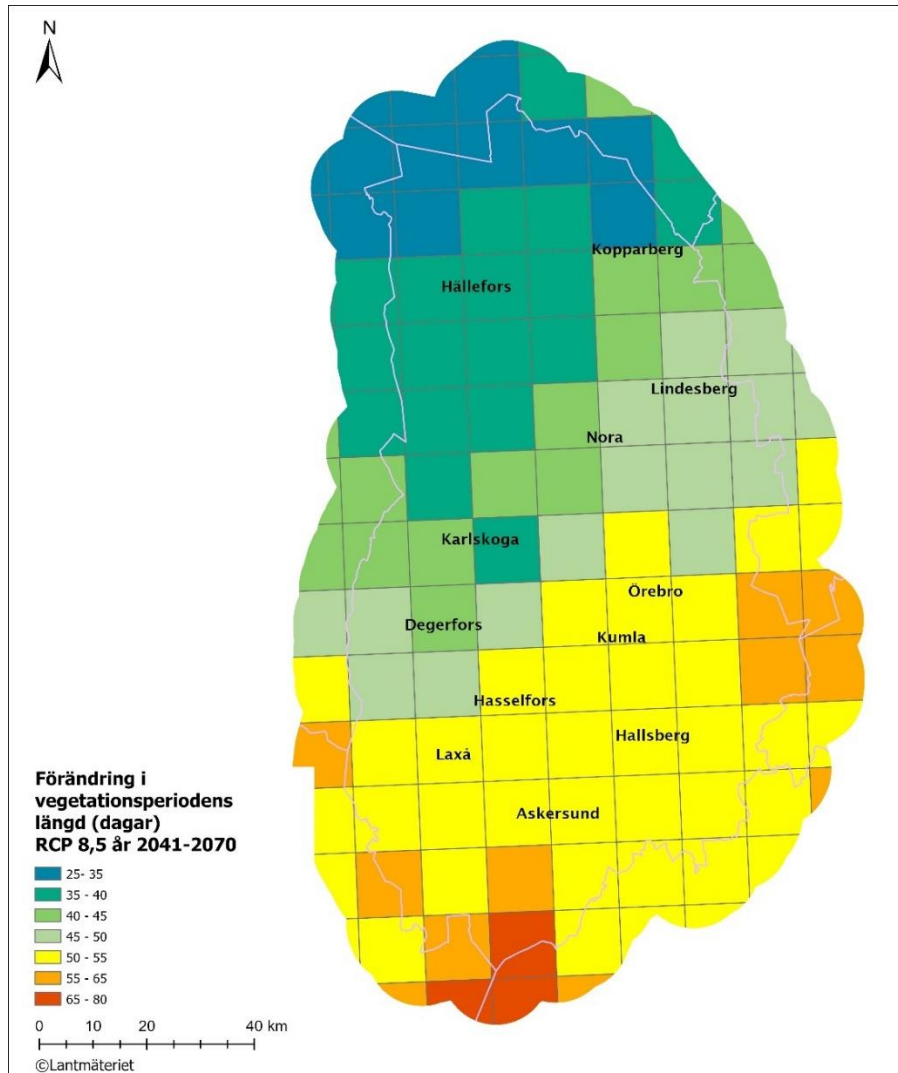 N
Kopparberg
Hällefors
Lindesberg
Nora
Karlskoga
Örebro
Degerfors
Kumla
Hasselfors
Hallsberg
Laxå
Askersund
Förändring i
vegetationsperiodens
längd (dagar)
RCP 8,5 år 2041-2070
25- 35
35 - 40
40 - 45
45 - 50
50 - 55
55 - 65
65 - 80
0 10 20 40 km
©Lantmäteriet